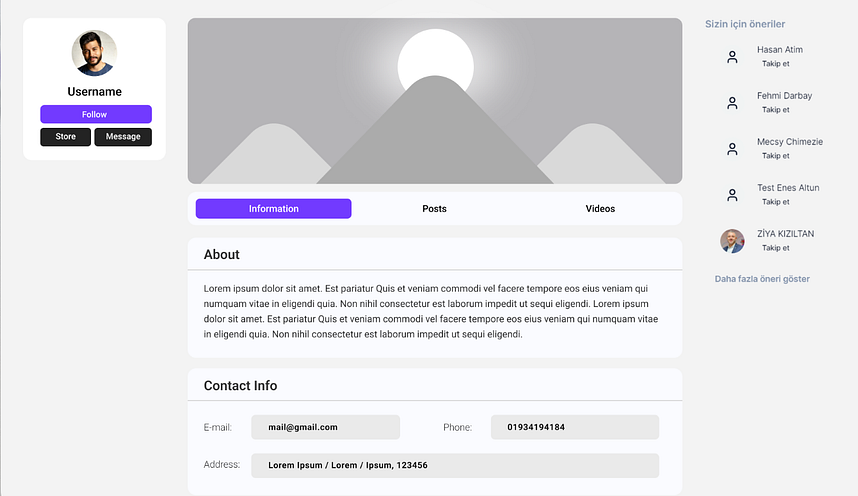 Username
Follow
Store
Message
Information
Posts
Videos
About
Lorem ipsum dolor sit amet. Est pariatur Quis et veniam commodi vel facere tempore eos eius veniam qui
numquam vitae in eligendi quia. Non nihil consectetur est laborum impedit ut sequi eligendi. Lorem ipsum
dolor sit amet. Est pariatur Quis et veniam commodi vel facere tempore eos eius veniam qui numquam vitae
in eligendi quia. Non nihil consectetur est laborum impedit ut sequi eligendi.
Contact Info
E-mail: mail@gmail.com
Phone: 01934194184
Address: Lorem Ipsum / Lorem / Ipsum, 123456
Sizin için öneriler
Hasan Atim
Takip et
Fehmi Darbay
Takip et
Mecsy Chimezie
Takip et
Test Enes Altun
Takip et
ZİYA KIZILTAN
Takip et
Daha fazla öneri göster